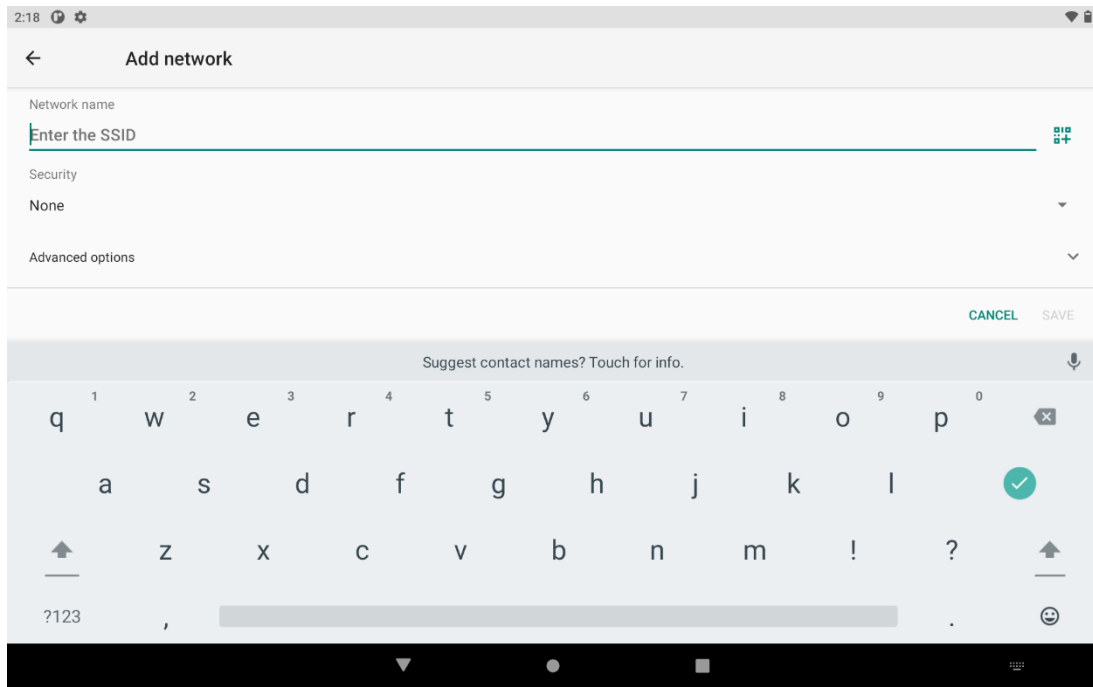 2:18
Add network
Network name
Enter the SSID
Security
None
Advanced options
CANCEL SAVE
Suggest contact names? Touch for info.
1 2 3 4 5 6 7 8 9 0
q w e r t y u i o p
a s d f g h j k l
z x c v b n m ! ?
?123 , .